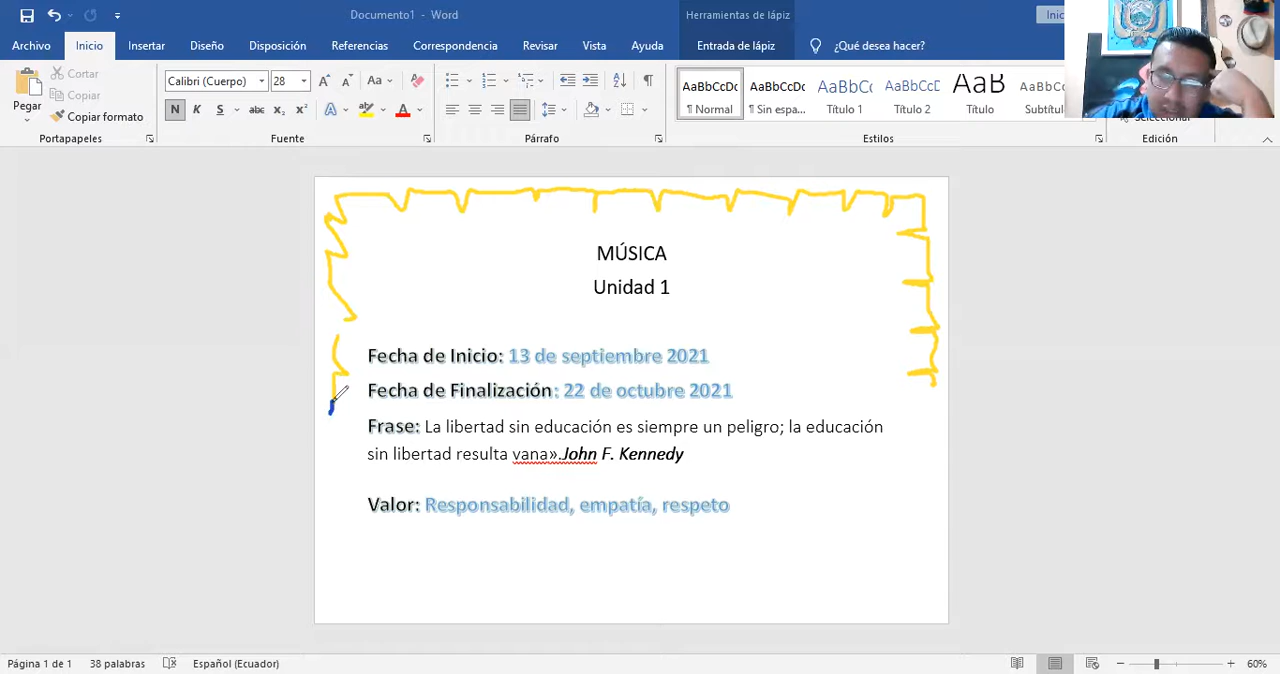 Documento1 - Word
Herramientas de lápiz
Archivo Inicio Insertar Diseño Disposición Referencias Correspondencia Revisar Vista Ayuda Entrada de lápiz ¿Qué desea hacer?
Pegar
Cortar
Copiar
Copiar formato
Portapapeles
Calibri (Cuerpo) 28
N K S abc x₂ x² A A
Aa
Fuente
Párrafo
AaBbCcDc AaBbCcDc AaBbCc AaBbCcD AaB AaBbCc
¶ Normal ¶ Sin espa... Título 1 Título 2 Título Subtítul
Estilos
Edición
MÚSICA
Unidad 1
Fecha de Inicio: 13 de septiembre 2021
Fecha de Finalización: 22 de octubre 2021
Frase: La libertad sin educación es siempre un peligro; la educación
sin libertad resulta vana».John F. Kennedy
Valor: Responsabilidad, empatía, respeto
Página 1 de 1 38 palabras Español (Ecuador) 60%